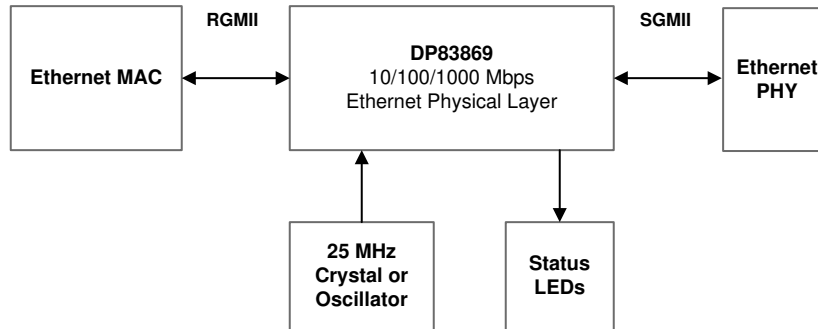 RGMII
SGMII
Ethernet MAC
DP83869
10/100/1000 Mbps
Ethernet Physical Layer
Ethernet
PHY
25 MHz
Crystal or
Oscillator
Status
LEDs